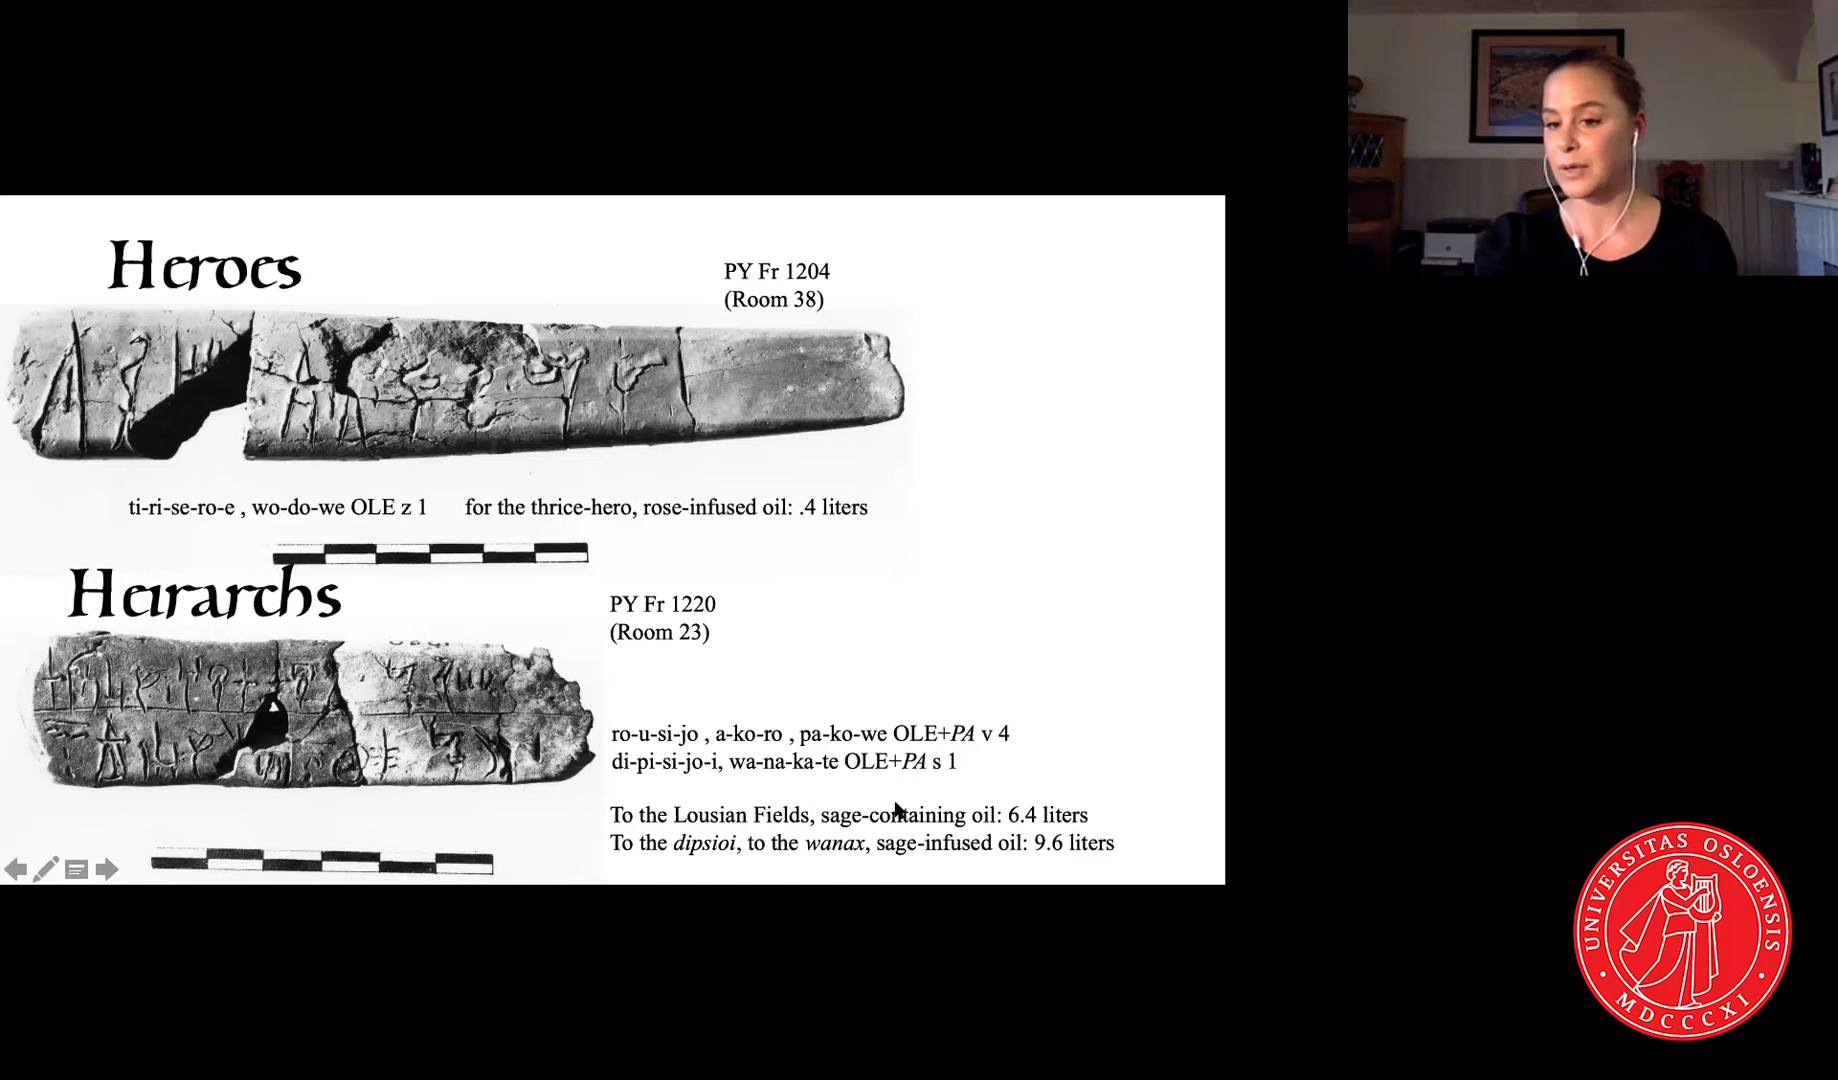 Heroes
PY Fr 1204
(Room 38)
ti-ri-se-ro-e , wo-do-we OLE z 1 for the thrice-hero, rose-infused oil: .4 liters
Heirarchs
PY Fr 1220
(Room 23)
ro-u-si-jo , a-ko-ro , pa-ko-we OLE+PA v 4
di-pi-si-jo-i, wa-na-ka-te OLE+PA s 1
To the Lousian Fields, sage-containing oil: 6.4 liters
To the dipsioi, to the wanax, sage-infused oil: 9.6 liters
UNIVERSITAS OSLOENSIS
MDCCCXI